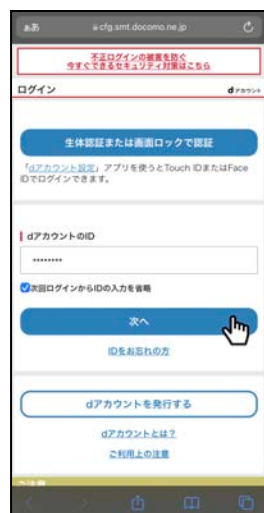 ぁあ cfg.smt.docomo.ne.jp
不正ログインの被害を防ぐ
今すぐできるセキュリティ対策はこちら
ログイン dアカウント
生体認証または画面ロックで認証
「dアカウント設定」アプリを使うとTouch IDまたはFace
IDでログインできます。
dアカウントのID
********
次回ログインからIDの入力を省略
次へ
IDをお忘れの方
dアカウントを発行する
dアカウントとは?
ご利用上の注意
ご注意